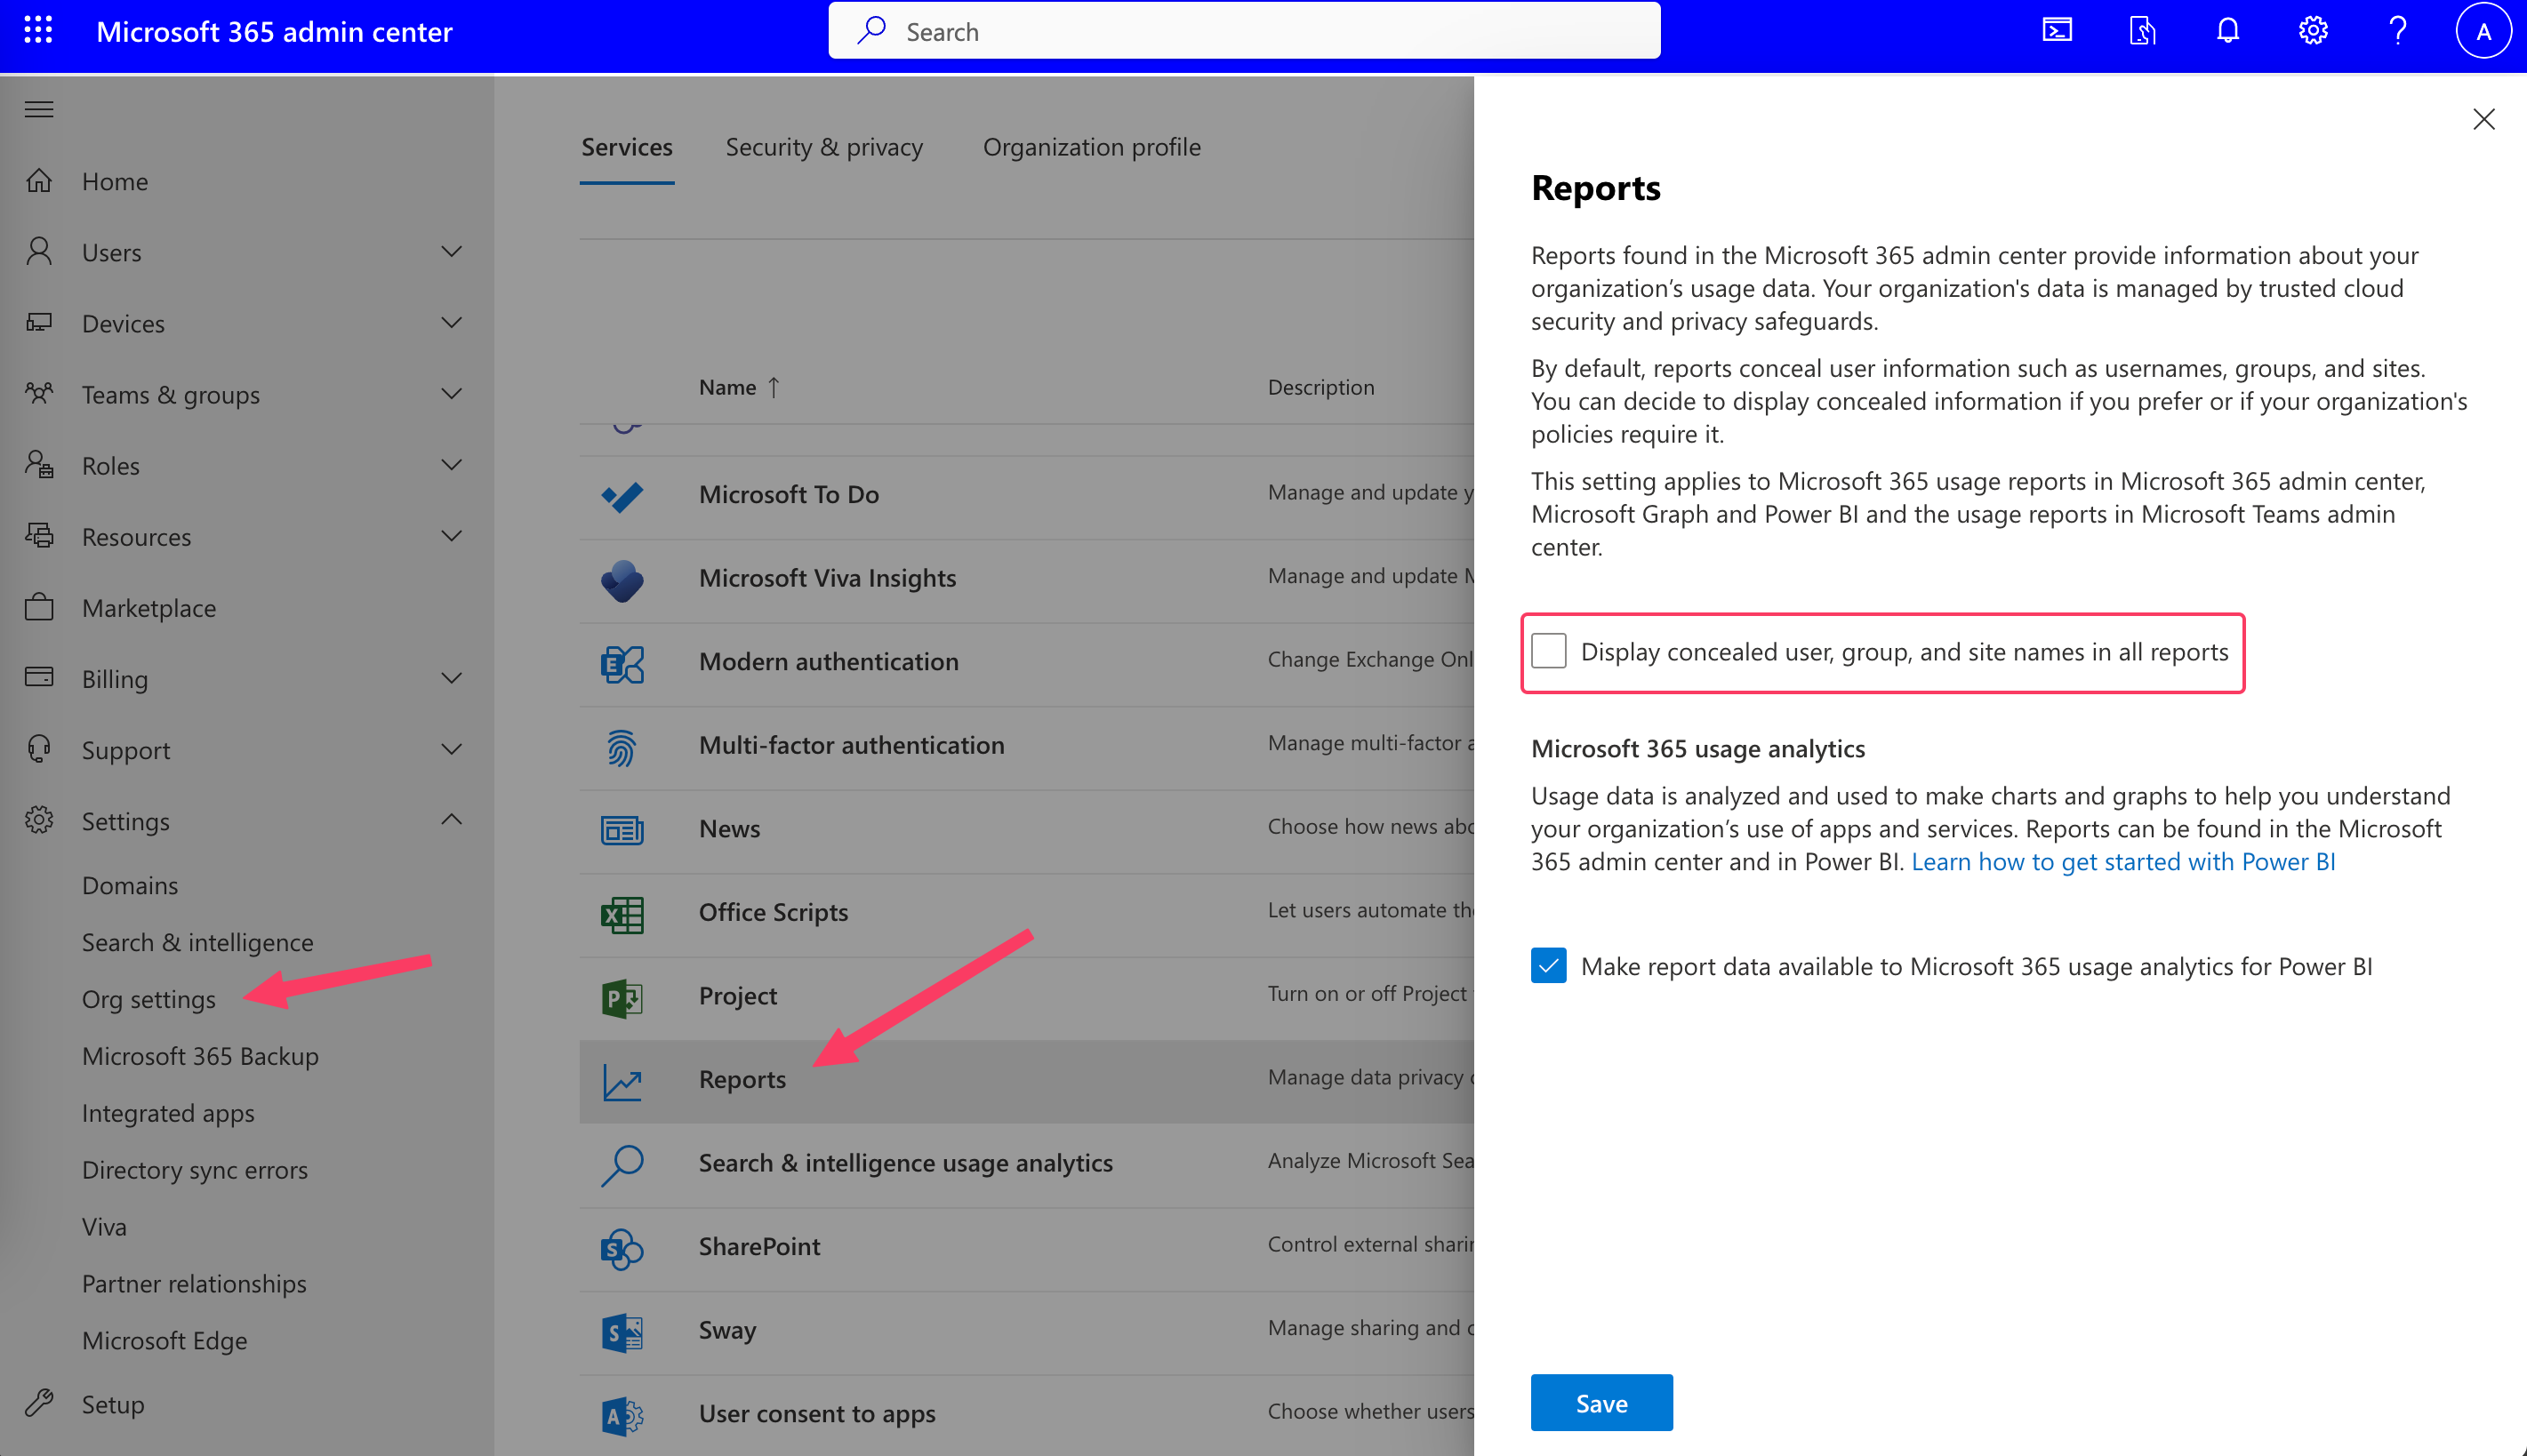 Microsoft 365 admin center
Search
A
Home
Users
Devices
Teams & groups
Roles
Resources
Marketplace
Billing
Support
Settings
Domains
Search & intelligence
Org settings
Microsoft 365 Backup
Integrated apps
Directory sync errors
Viva
Partner relationships
Microsoft Edge
Setup
Services
Security & privacy
Organization profile
Name ↑
Description
Microsoft To Do
Manage and update y
Microsoft Viva Insights
Manage and update M
Modern authentication
Change Exchange Onl
Multi-factor authentication
Manage multi-factor a
News
Choose how news abo
Office Scripts
Let users automate the
Project
Turn on or off Project
Reports
Manage data privacy c
Search & intelligence usage analytics
Analyze Microsoft Sea
SharePoint
Control external sharin
Sway
Manage sharing and c
User consent to apps
Choose whether users
Reports
Reports found in the Microsoft 365 admin center provide information about your
organization’s usage data. Your organization's data is managed by trusted cloud
security and privacy safeguards.
By default, reports conceal user information such as usernames, groups, and sites.
You can decide to display concealed information if you prefer or if your organization's
policies require it.
This setting applies to Microsoft 365 usage reports in Microsoft 365 admin center,
Microsoft Graph and Power BI and the usage reports in Microsoft Teams admin
center.
Display concealed user, group, and site names in all reports
Microsoft 365 usage analytics
Usage data is analyzed and used to make charts and graphs to help you understand
your organization’s use of apps and services. Reports can be found in the Microsoft
365 admin center and in Power BI. Learn how to get started with Power BI
Make report data available to Microsoft 365 usage analytics for Power BI
Save